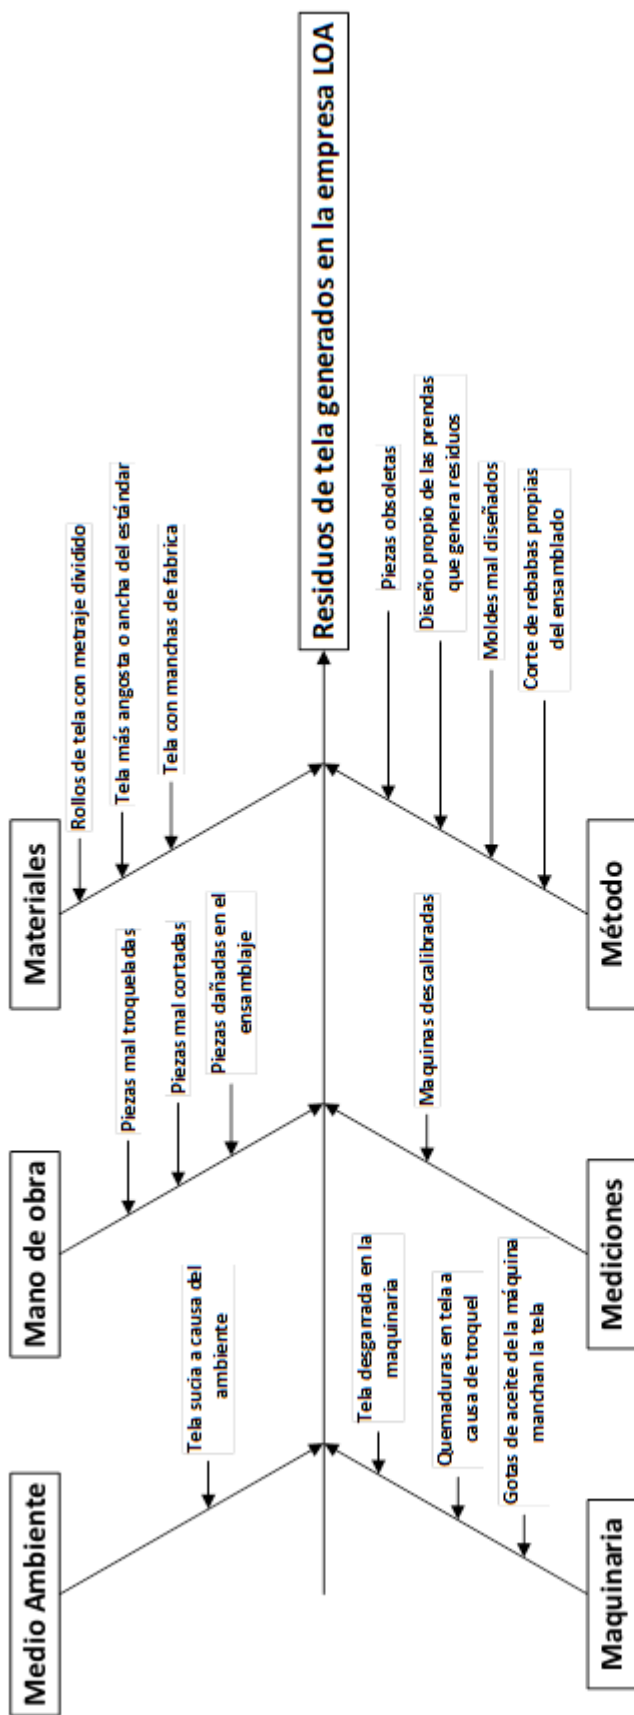 Medio Ambiente
Mano de obra
Materiales
Tela sucia a causa del
ambiente
Piezas mal troqueladas
Piezas mal cortadas
Piezas dañadas en el
ensamblaje
Rollos de tela con metraje dividido
Tela más angosta o ancha del estándar
Tela con manchas de fabrica
Residuos de tela generados en la empresa LOA
Tela desgarrada en la
maquinaria
Quemaduras en tela a
causa de troquel
Gotas de aceite de la máquina
manchan la tela
Maquinas descalibradas
Piezas obsoletas
Diseño propio de las prendas
que genera residuos
Moldes mal diseñados
Corte de rebabas propias
del ensamblado
Maquinaria
Mediciones
Método